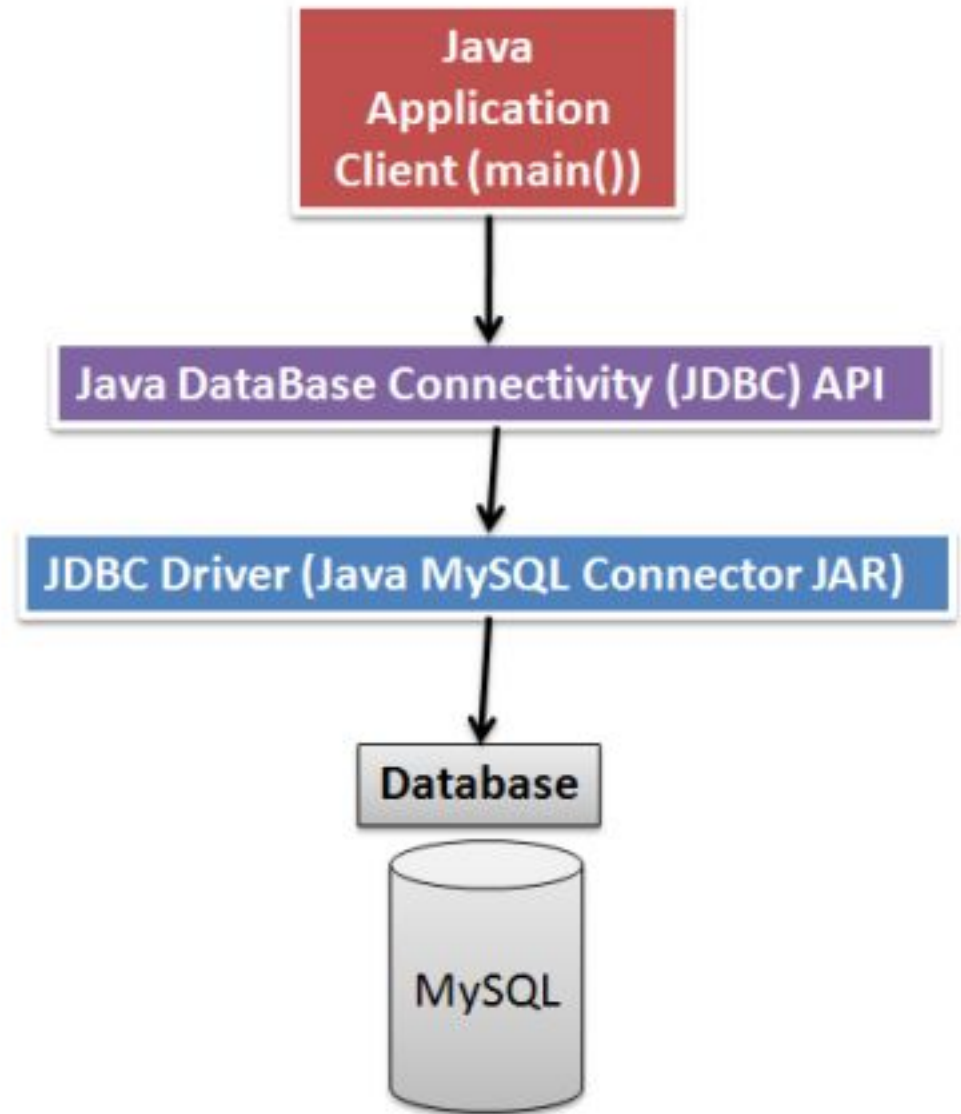 Java
Application
Client (main())
Java DataBase Connectivity (JDBC) API
JDBC Driver (Java MySQL Connector JAR)
Database
MySQL